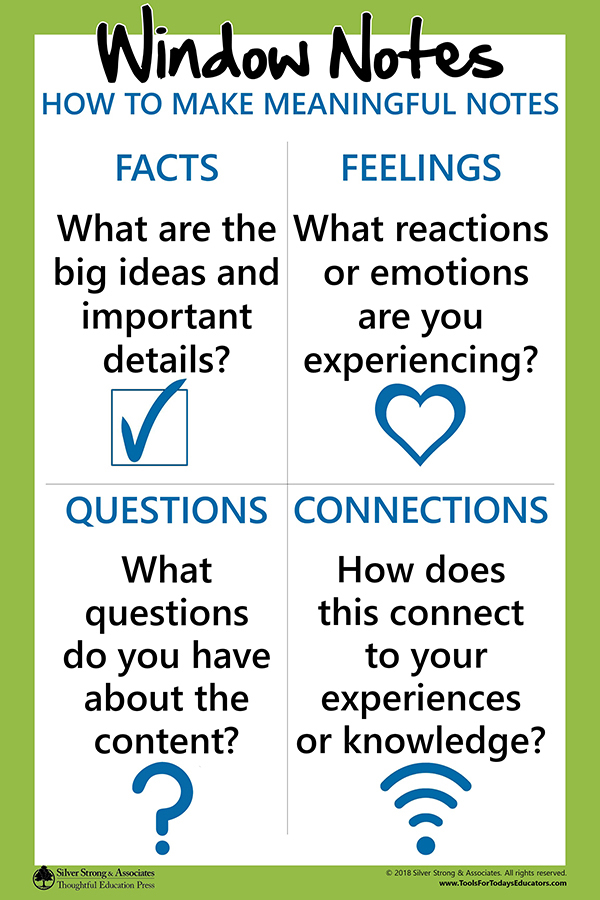 Window Notes
HOW TO MAKE MEANINGFUL NOTES
FACTS
What are the
big ideas and
important
details?
FEELINGS
What reactions
or emotions
are you
experiencing?
QUESTIONS
What
questions
do you have
about the
content?
CONNECTIONS
How does
this connect
to your
experiences
or knowledge?
Silver Strong & Associates
Thoughtful Education Press
© 2018 Silver Strong & Associates. All rights reserved.
www.ToolsForTodaysEducators.com